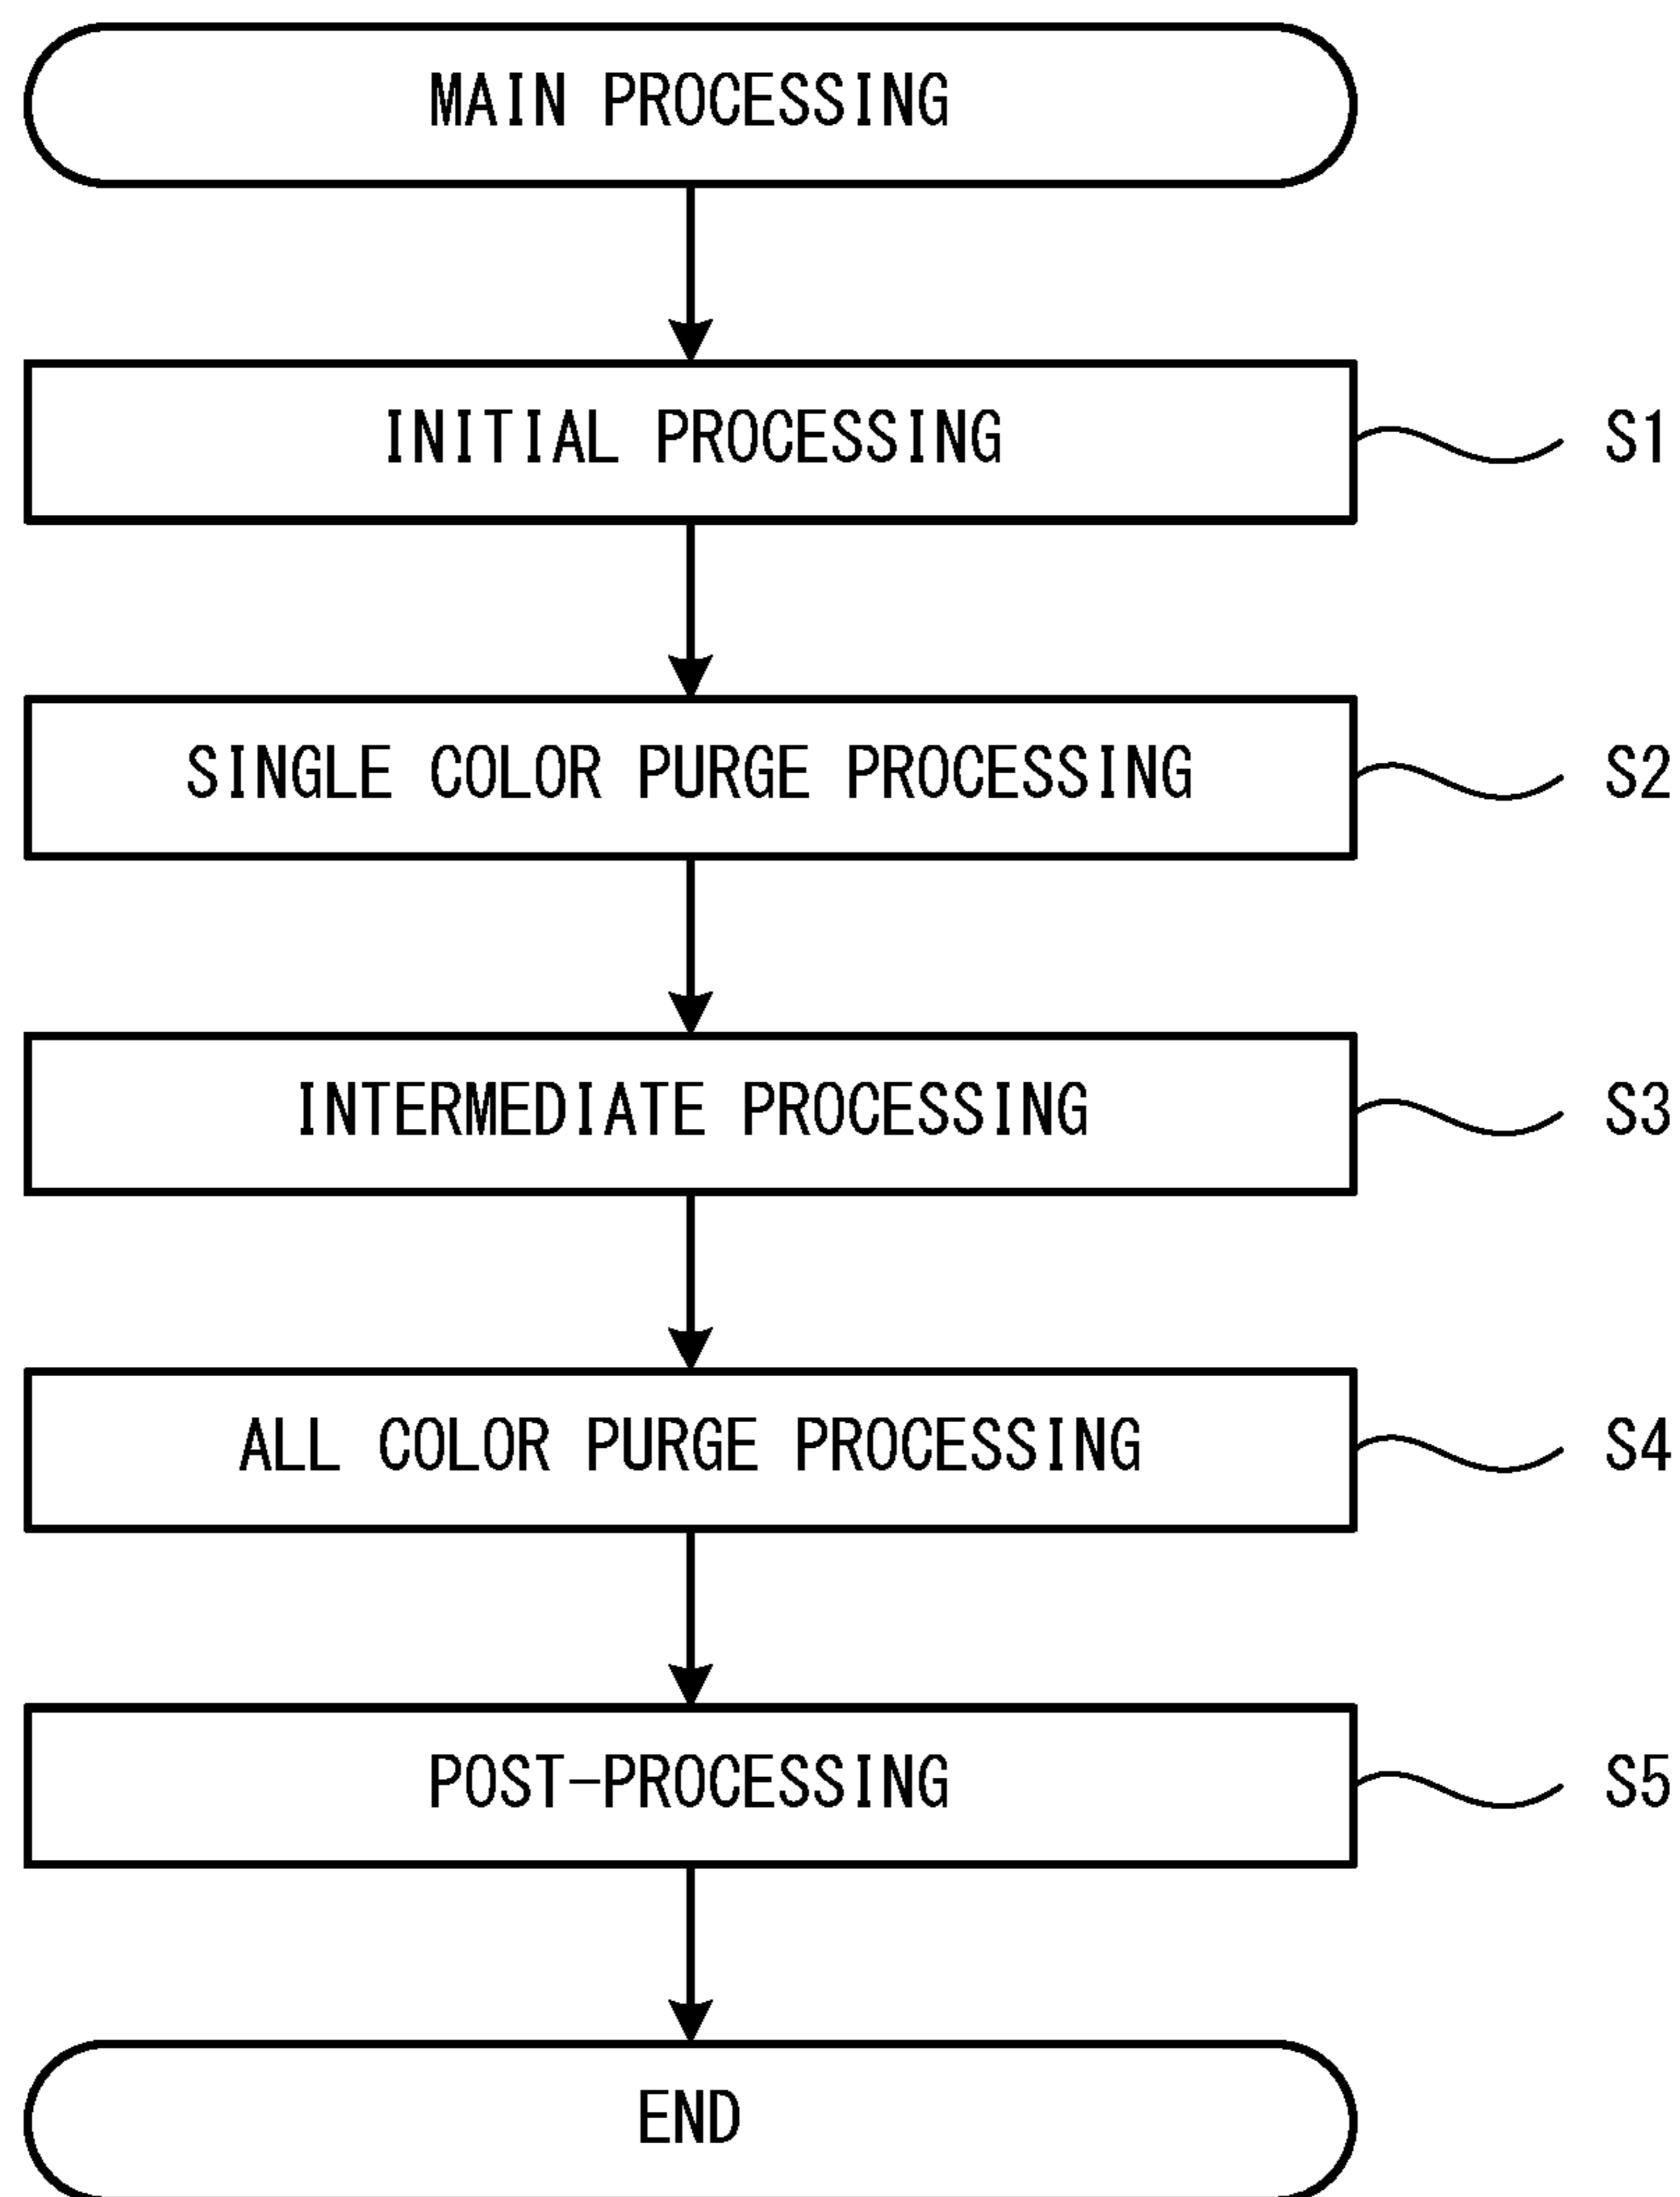 MAIN PROCESSING
INITIAL PROCESSING S1
SINGLE COLOR PURGE PROCESSING S2
INTERMEDIATE PROCESSING S3
ALL COLOR PURGE PROCESSING S4
POST-PROCESSING S5
END